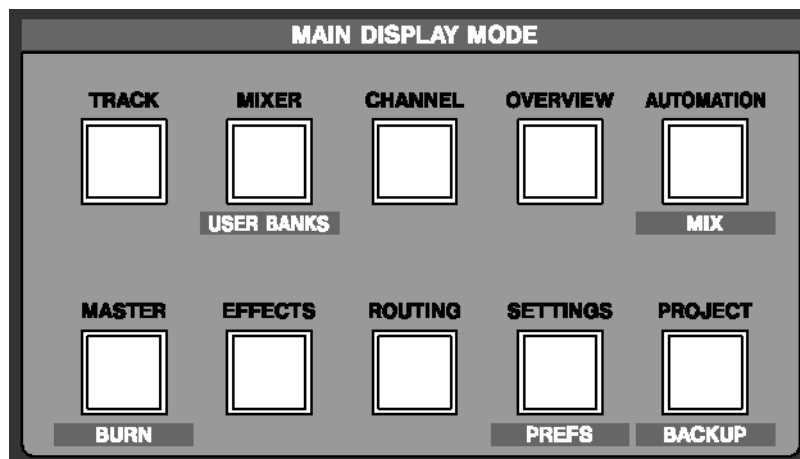 MAIN DISPLAY MODE
TRACK MIXER CHANNEL OVERVIEW AUTOMATION
USER BANKS MIX
MASTER EFFECTS ROUTING SETTINGS PROJECT
BURN PREFS BACKUP